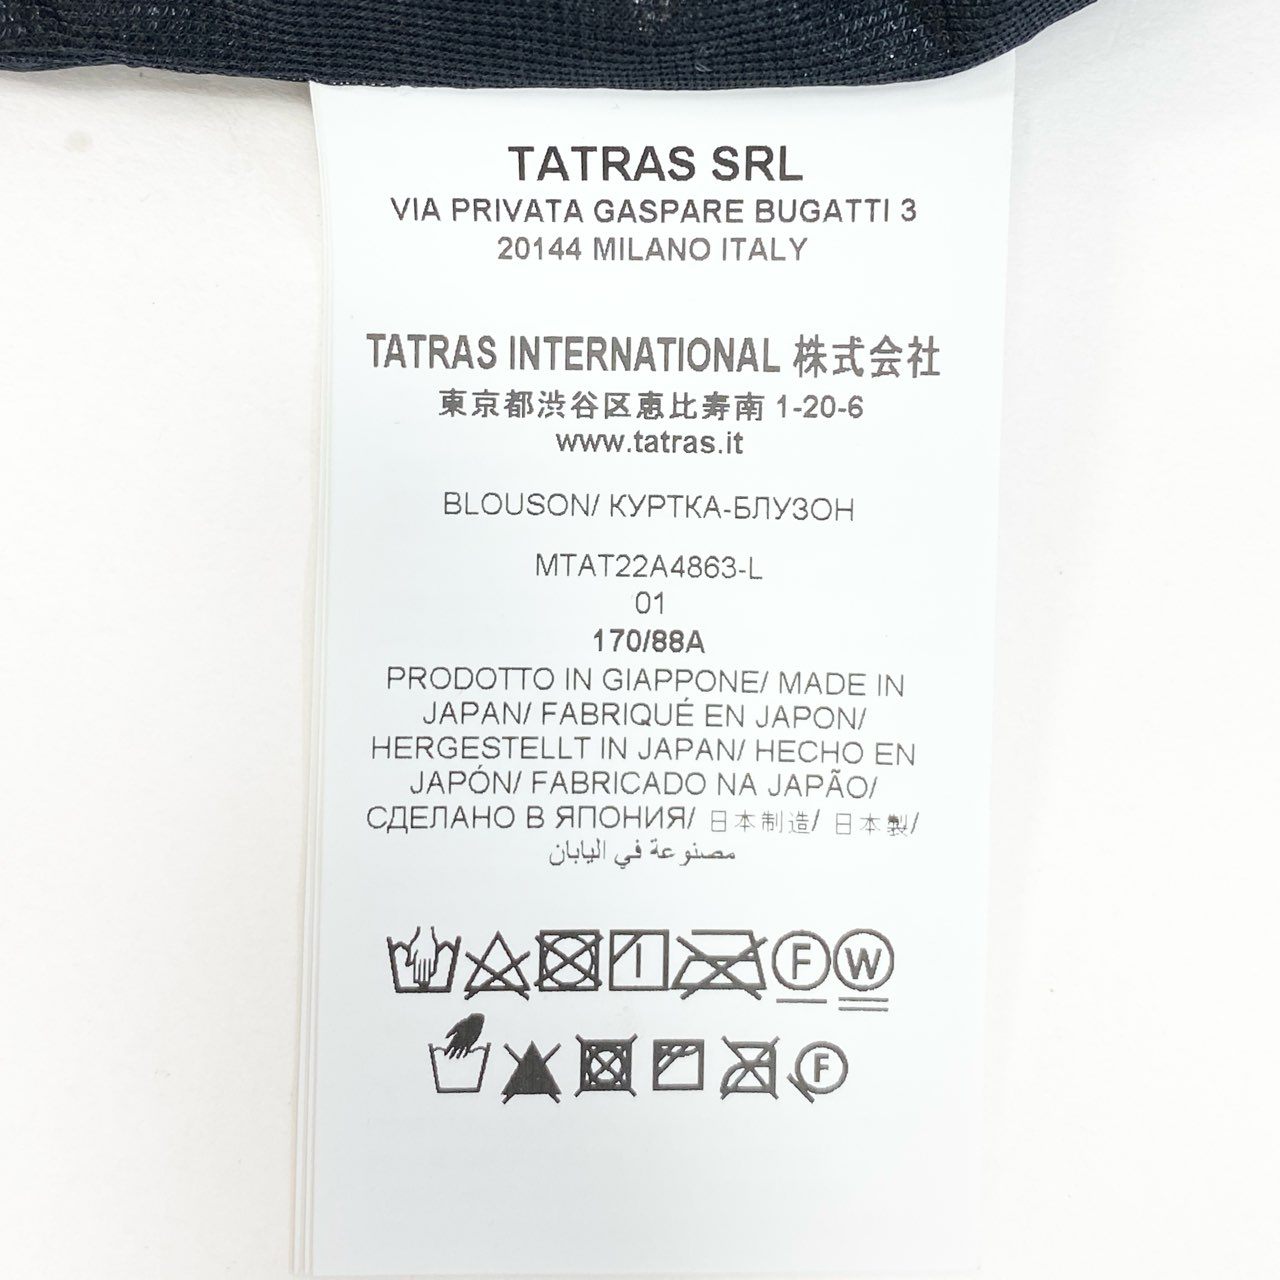 TATRAS SRL
VIA PRIVATA GASPARE BUGATTI 3
20144 MILANO ITALY
TATRAS INTERNATIONAL 株式会社
東京都渋谷区恵比寿南 1-20-6
www.tatras.it
BLOUSON/ КУРТКА-БЛУЗОН
MTAT22A4863-L
01
170/88A
PRODOTTO IN GIAPPONE/ MADE IN
JAPAN/ FABRIQUÉ EN JAPON/
HERGESTELLT IN JAPAN/ HECHO EN
JAPÓN/ FABRICADO NA JAPÃO/
СДЕЛАНО В ЯПОНИЯ/ 日本制造/ 日本製/
مصنوعة في اليابان
F W
F